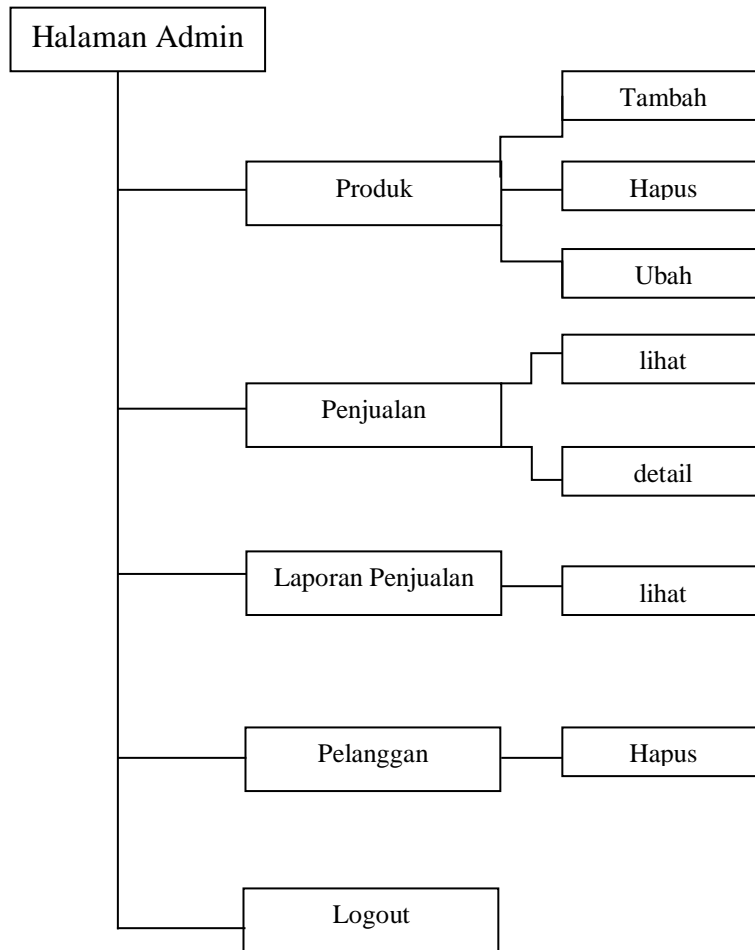 Halaman Admin
Tambah
Produk
Hapus
Ubah
lihat
Penjualan
detail
Laporan Penjualan
lihat
Pelanggan
Hapus
Logout